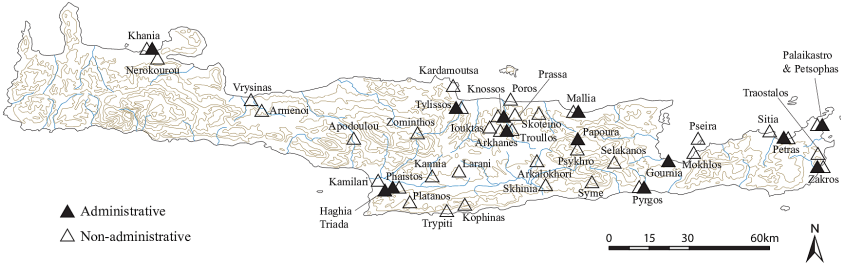 Khania
Nerokourou
Vrysinas
Armenoi
Kardamoutsa
Tylissos
Knossos
Poros
Prassa
Mallia
Palaikastro
& Petsophas
Traostalos
Apodoulou
Zominthos
Iouktas
Arkhanes
Skoteino
Troullos
Papoura
Psykhro
Selakanos
Pseira
Mokhlos
Sitia
Petras
Zakros
Gournia
Kamilari
Phaistos
Kannia
Larani
Arkalokhori
Skhinia
Syme
Pyrgos
Haghia
Triada
Platanos
Trypiti
Kophinas
Administrative
Non-administrative
0 15 30 60km
N